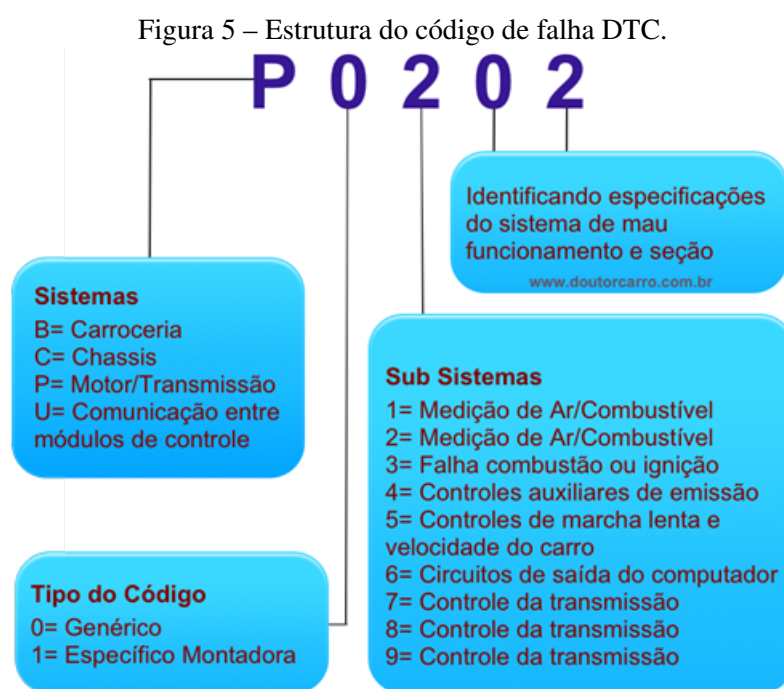 Figura 5 – Estrutura do código de falha DTC.
P 0 2 0 2
Identificando especificações
do sistema de mau
funcionamento e seção
www.doutorcarro.com.br
Sistemas
B= Carroceria
C= Chassis
P= Motor/Transmissão
U= Comunicação entre
módulos de controle
Sub Sistemas
1= Medição de Ar/Combustível
2= Medição de Ar/Combustível
3= Falha combustão ou ignição
4= Controles auxiliares de emissão
5= Controles de marcha lenta e
velocidade do carro
6= Circuitos de saída do computador
7= Controle da transmissão
8= Controle da transmissão
9= Controle da transmissão
Tipo do Código
0= Genérico
1= Específico Montadora